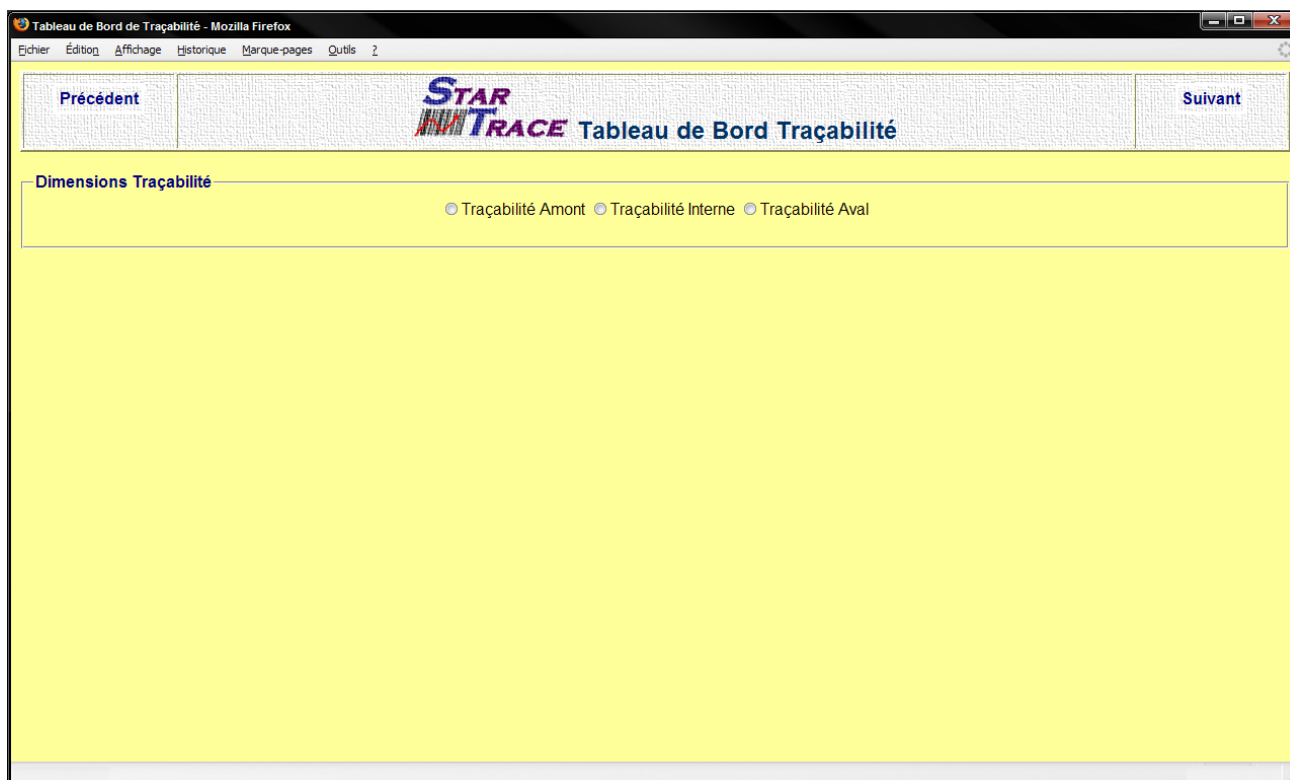 Tableau de Bord de Traçabilité - Mozilla Firefox
Fichier Édition Affichage Historique Marque-pages Outils ?
Précédent
STAR
TRACE Tableau de Bord Traçabilité
Suivant
Dimensions Traçabilité
Traçabilité Amont Traçabilité Interne Traçabilité Aval